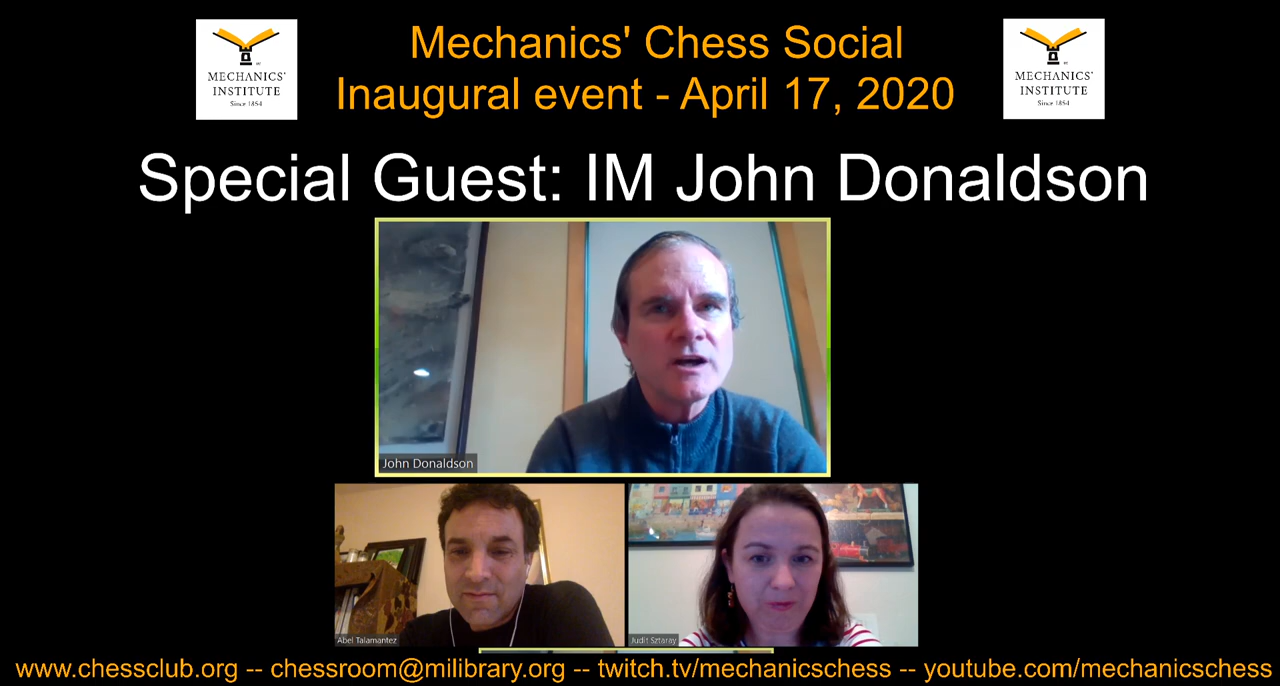 Mechanics' Chess Social
Inaugural event - April 17, 2020
MECHANICS'
INSTITUTE
Since 1854
MECHANICS'
INSTITUTE
Since 1854
Special Guest: IM John Donaldson
John Donaldson
Abel Talamantez
Judit Sztaray
www.chessclub.org -- chessroom@milibrary.org -- twitch.tv/mechanicschess -- youtube.com/mechanicschess